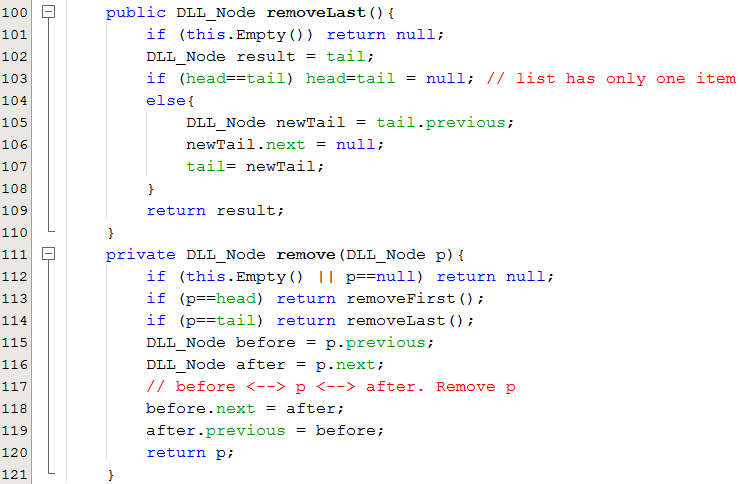 100 public DLL_Node removeLast(){
101 if (this.Empty()) return null;
102 DLL_Node result = tail;
103 if (head==tail) head=tail = null; // list has only one item
104 else{
105 DLL_Node newTail = tail.previous;
106 newTail.next = null;
107 tail= newTail;
108 }
109 return result;
110 }
111 private DLL_Node remove(DLL_Node p){
112 if (this.Empty() || p==null) return null;
113 if (p==head) return removeFirst();
114 if (p==tail) return removeLast();
115 DLL_Node before = p.previous;
116 DLL_Node after = p.next;
117 // before <--> p <--> after. Remove p
118 before.next = after;
119 after.previous = before;
120 return p;
121 }